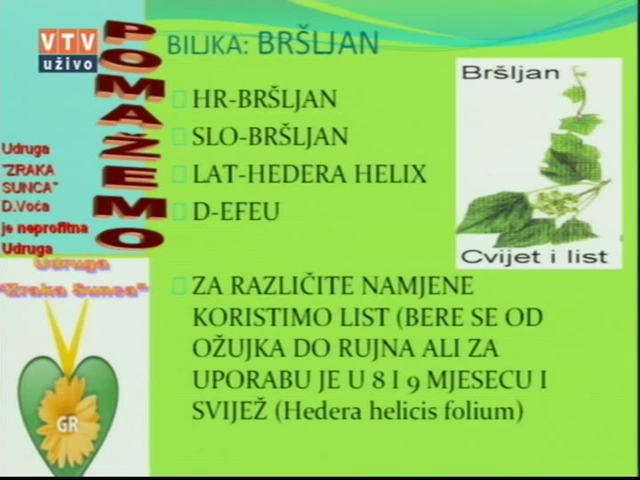 VTV
uživo
POMAŽEMO
Udruga
"ZRAKA
SUNCA"
D.Voća
je neprofitna
Udruga
Udruga
"Zraka Sunca"
GR
BILJKA: BRŠLJAN
HR-BRŠLJAN
SLO-BRŠLJAN
LAT-HEDERA HELIX
D-EFEU
Bršljan
Cvijet i list
ZA RAZLIČITE NAMJENE
KORISTIMO LIST (BERE SE OD
OŽUJKA DO RUJNA ALI ZA
UPORABU JE U 8 I 9 MJESECU I
SVIJEŽ (Hedera helicis folium)